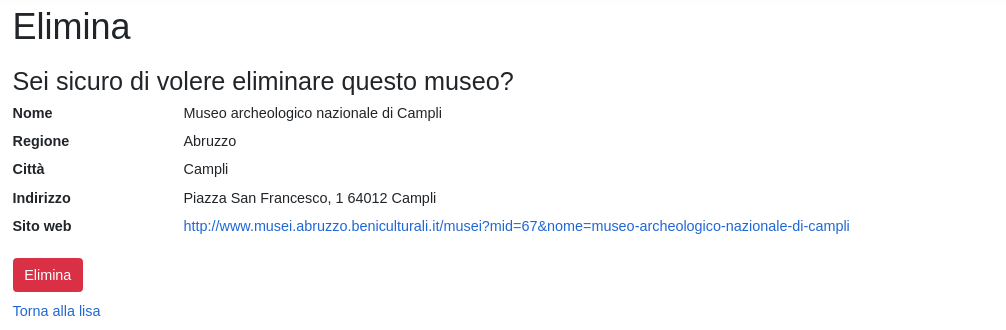 Elimina
Sei sicuro di volere eliminare questo museo?
Nome Museo archeologico nazionale di Campli
Regione Abruzzo
Città Campli
Indirizzo Piazza San Francesco, 1 64012 Campli
Sito web http://www.musei.abruzzo.beniculturali.it/musei?mid=67&nome=museo-archeologico-nazionale-di-campli
Elimina
Torna alla lisa